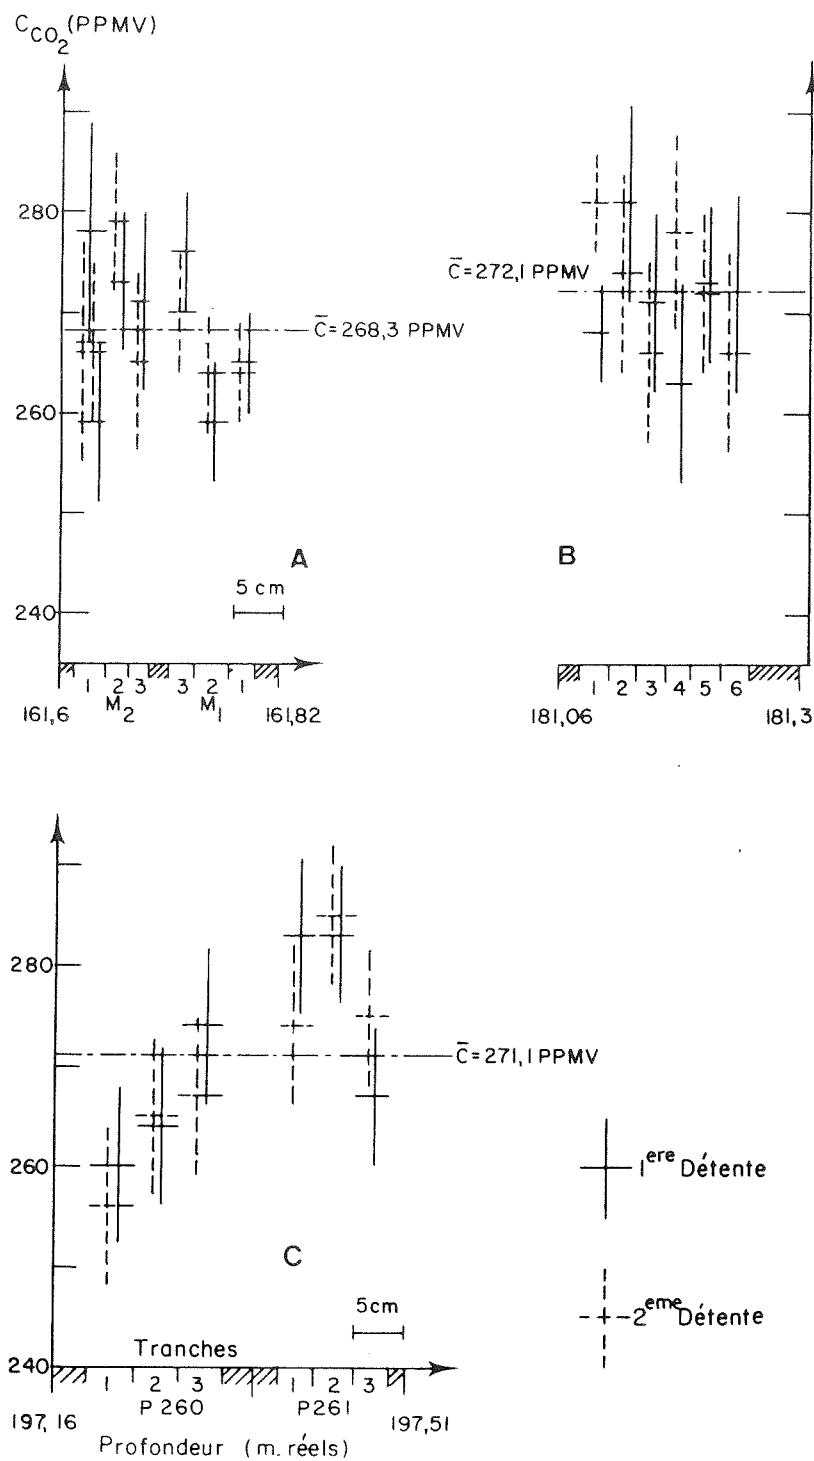 C_CO2 (PPMV)
280
260
240
C̄ = 268,3 PPMV
A
5 cm
1 2 3 3 2 1
M2 M1
161,6 161,82
C̄ = 272,1 PPMV
B
1 2 3 4 5 6
181,06 181,3
280
260
240
C̄ = 271,1 PPMV
C
5cm
Tranches
1 2 3 1 2 3
P 260 P261
197,16 197,51
Profondeur (m. réels)
1ere Détente
2eme Détente